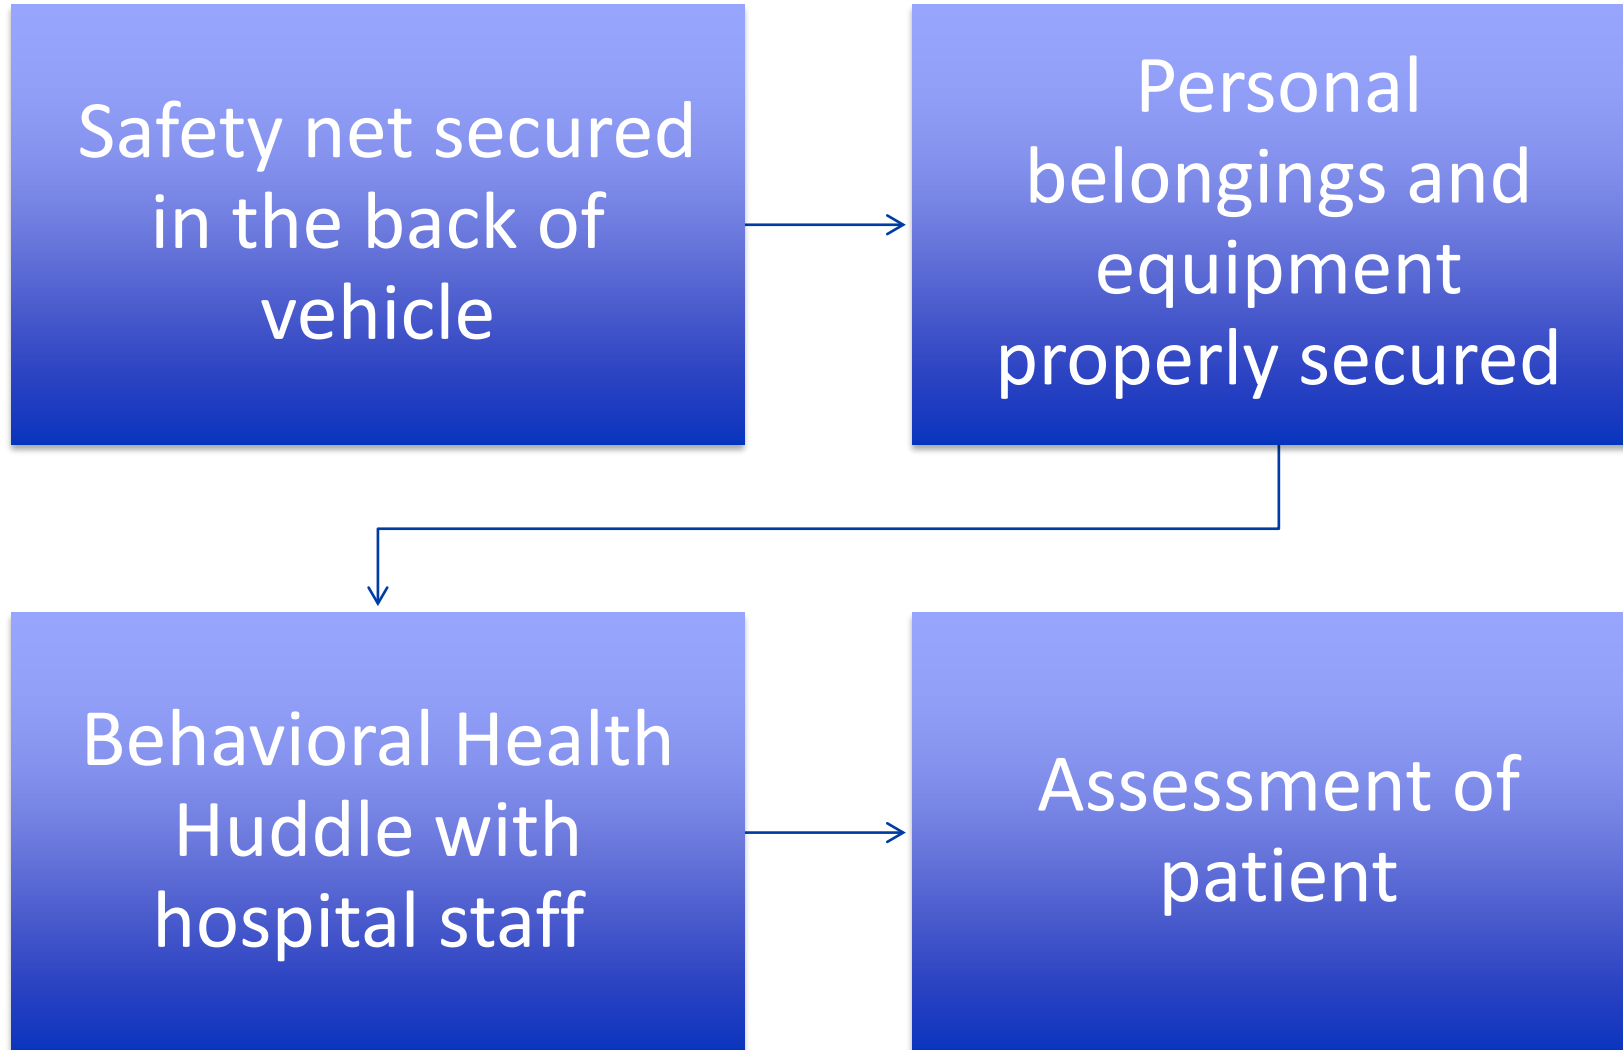 Safety net secured
in the back of
vehicle
Personal
belongings and
equipment
properly secured
Behavioral Health
Huddle with
hospital staff
Assessment of
patient